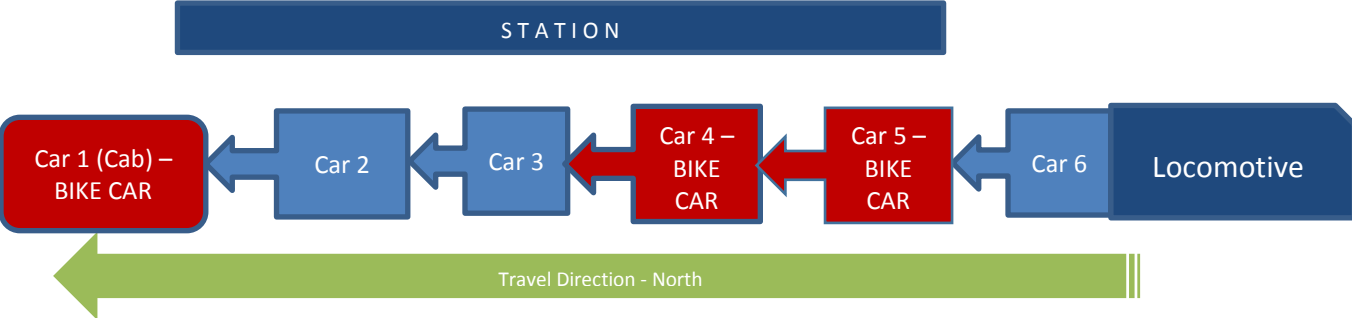 S T A T I O N
Car 1 (Cab) –
BIKE CAR
Car 2
Car 3
Car 4 –
BIKE
CAR
Car 5 –
BIKE
CAR
Car 6
Locomotive
Travel Direction - North